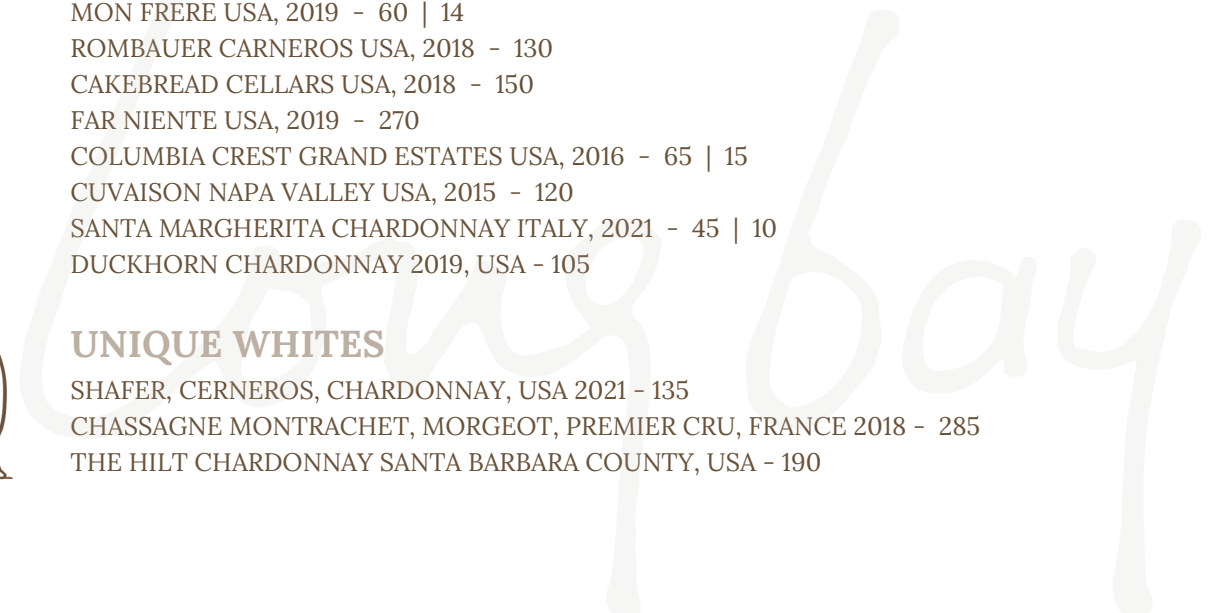 MON FRERE USA, 2019 - 60 | 14
ROMBAUER CARNEROS USA, 2018 - 130
CAKEBREAD CELLARS USA, 2018 - 150
FAR NIENTE USA, 2019 - 270
COLUMBIA CREST GRAND ESTATES USA, 2016 - 65 | 15
CUVAISON NAPA VALLEY USA, 2015 - 120
SANTA MARGHERITA CHARDONNAY ITALY, 2021 - 45 | 10
DUCKHORN CHARDONNAY 2019, USA - 105
Long bay
UNIQUE WHITES
SHAFER, CERNEROS, CHARDONNAY, USA 2021 - 135
CHASSAGNE MONTRACHET, MORGEOT, PREMIER CRU, FRANCE 2018 - 285
THE HILT CHARDONNAY SANTA BARBARA COUNTY, USA - 190